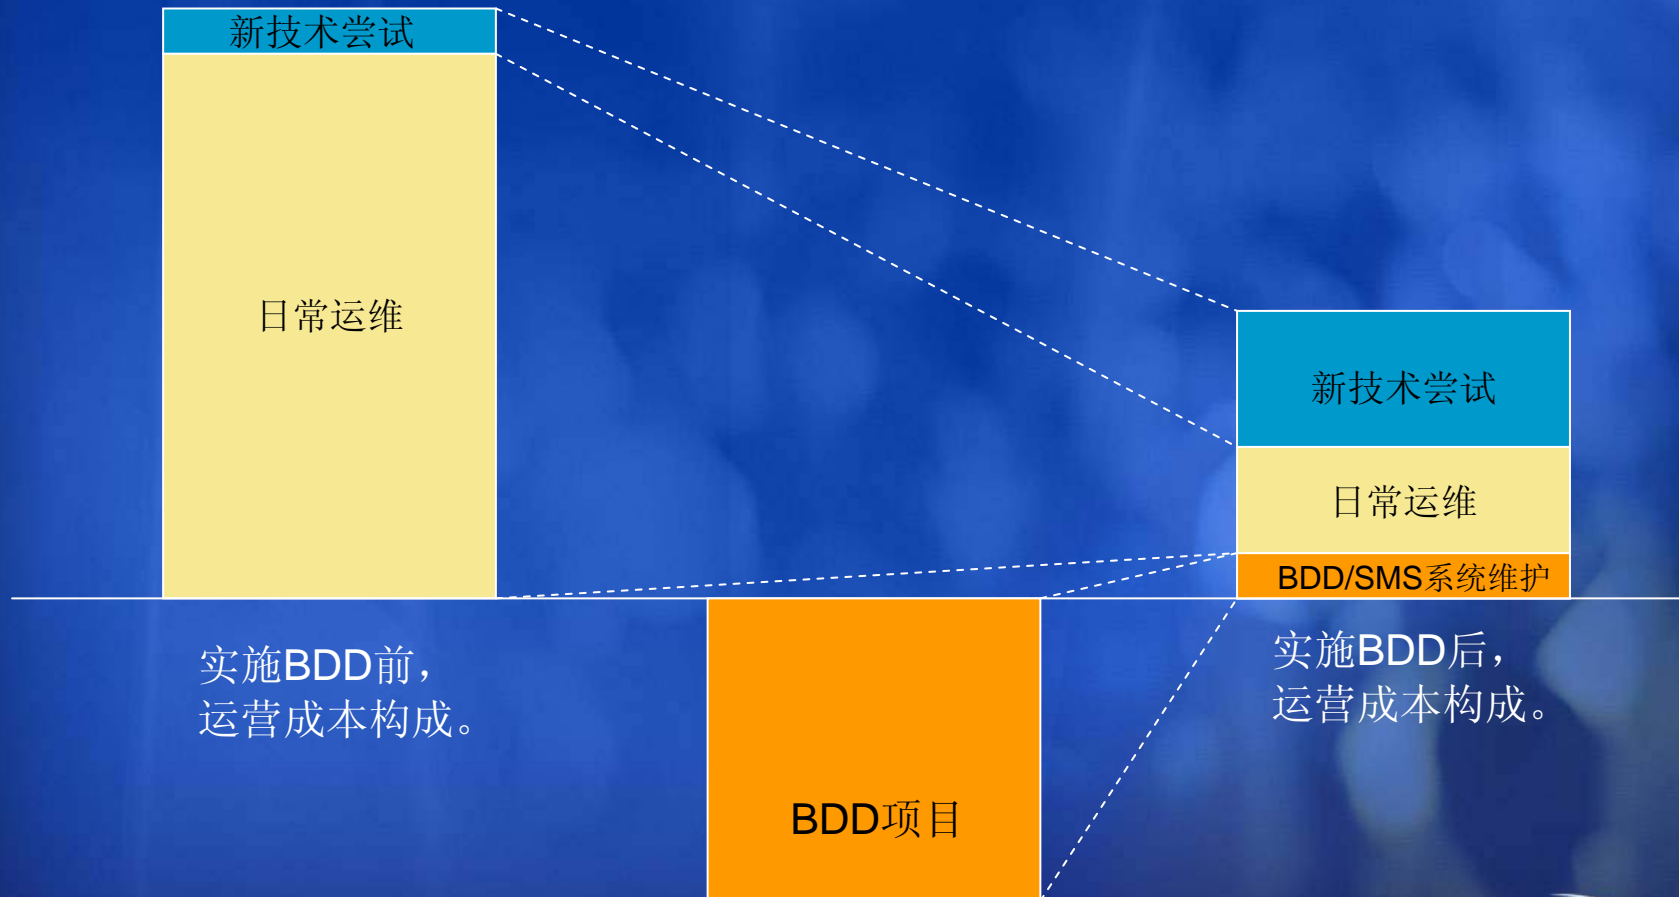 新技术尝试
日常运维
实施BDD前，
运营成本构成。
BDD项目
新技术尝试
日常运维
BDD/SMS系统维护
实施BDD后，
运营成本构成。